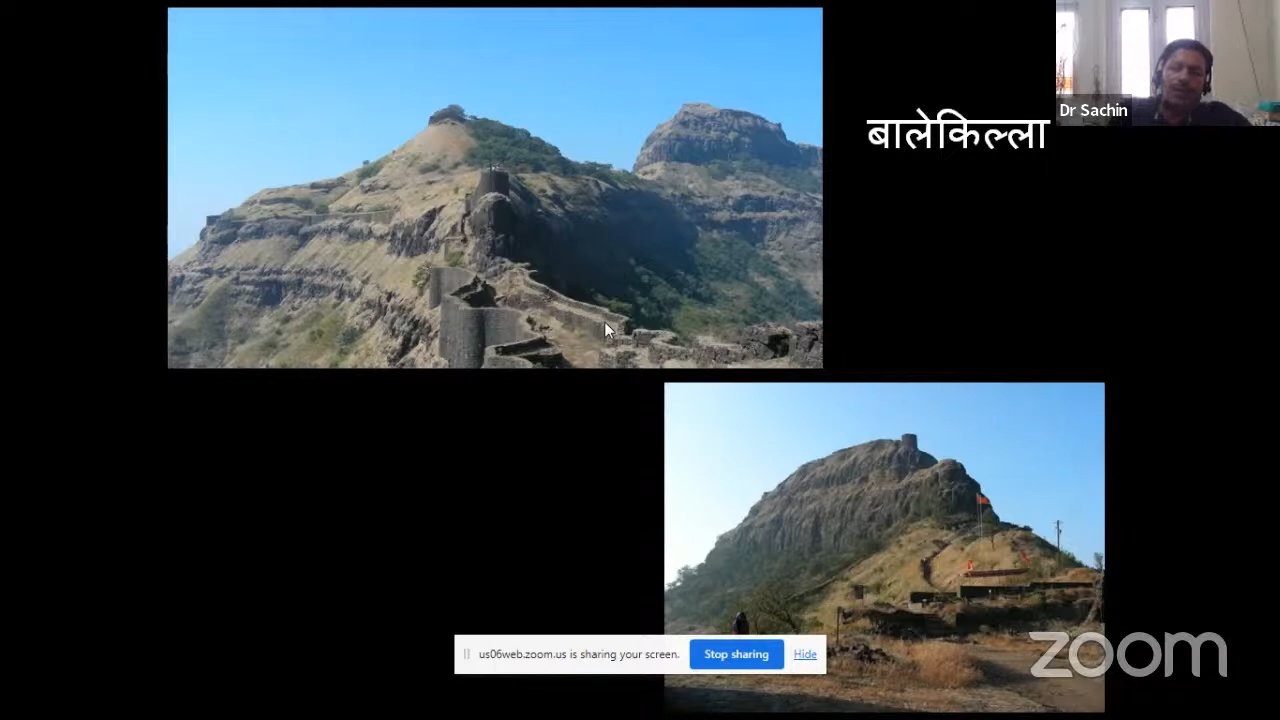 Dr Sachin
बालेकिल्ला
us06web.zoom.us is sharing your screen. Stop sharing Hide
zoom